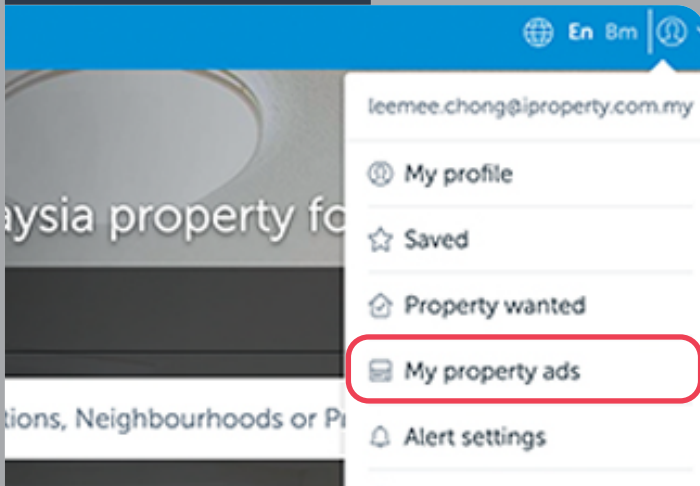 En Bm
leemee.chong@iproperty.com.my
My profile
aysia property fo
Saved
Property wanted
My property ads
tions, Neighbourhoods or Pr
Alert settings